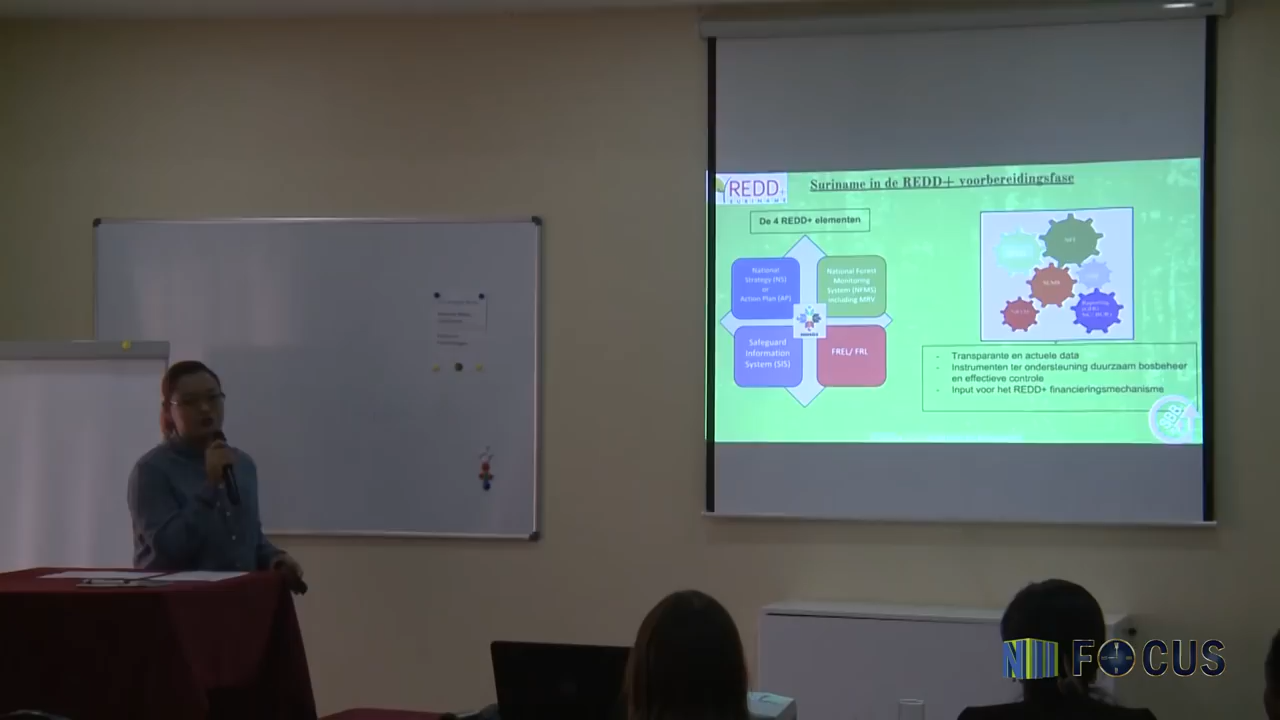 REDD+
SURINAME
Suriname in de REDD+ voorbereidingsfase
De 4 REDD+ elementen
National
Strategy (NS)
or
Action Plan (AP)
National Forest
Monitoring
System (NFMS)
including MRV
Safeguard
Information
System (SIS)
FREL/ FRL
- Transparante en actuele data
- Instrumenten ter ondersteuning duurzaam bosbeheer
en effectieve controle
- Input voor het REDD+ financieringsmechanisme
SBB
FOCUS